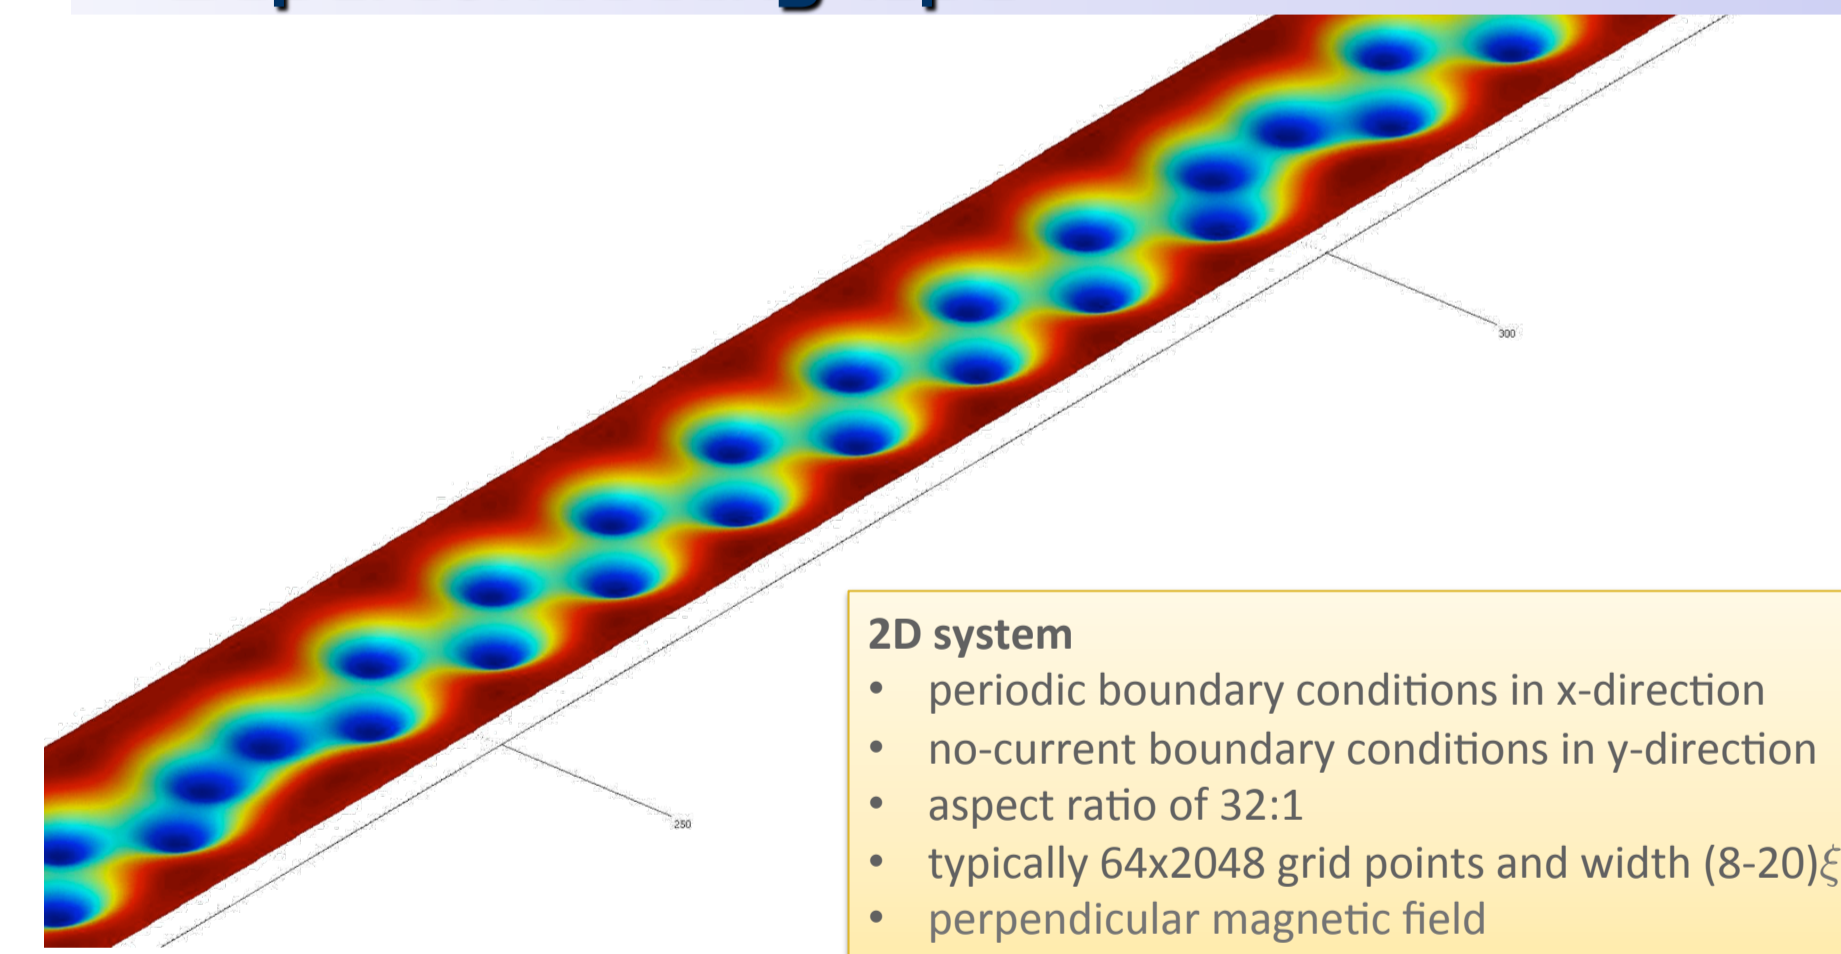 300
250
2D system
• periodic boundary conditions in x-direction
• no-current boundary conditions in y-direction
• aspect ratio of 32:1
• typically 64x2048 grid points and width (8-20)ξ
• perpendicular magnetic field